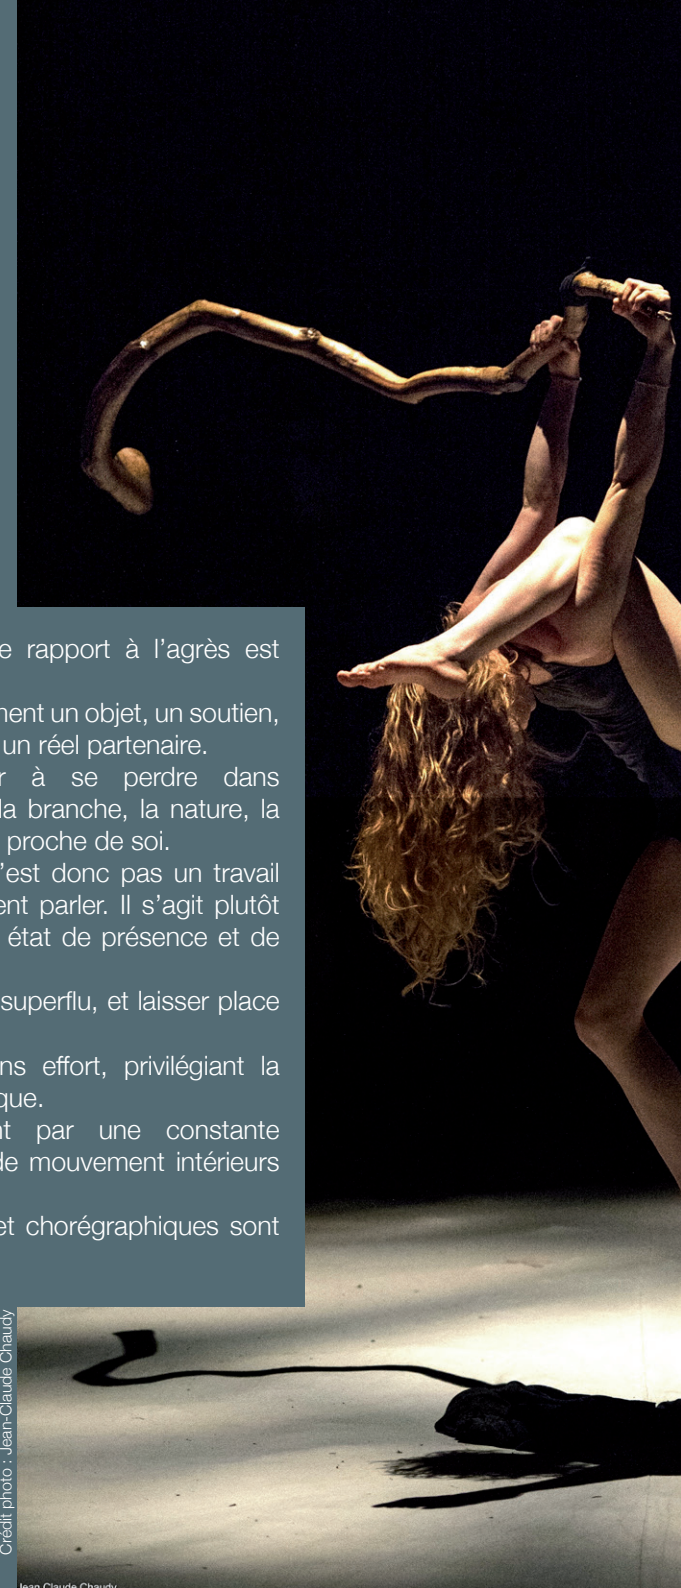 e rapport à l’agrès est
ment un objet, un soutien,
un réel partenaire.
r à se perdre dans
la branche, la nature, la
proche de soi.
’est donc pas un travail
ent parler. Il s’agit plutôt
état de présence et de
superflu, et laisser place
ns effort, privilégiant la
que.
nt par une constante
de mouvement intérieurs
et chorégraphiques sont
Crédit photo : Jean-Claude Chaudy
Jean Claude Chaudy